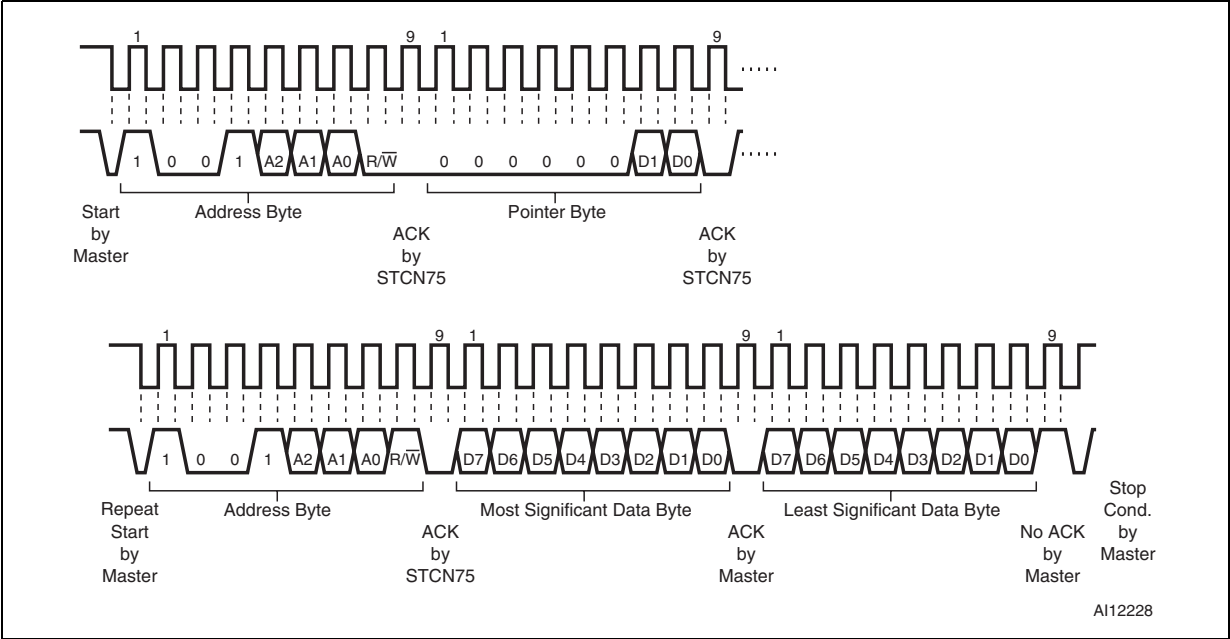 1 9 1 9
1 0 0 1 A2 A1 A0 R/W̅ 0 0 0 0 0 0 D1 D0
Address Byte Pointer Byte
Start
by
Master
ACK
by
STCN75
ACK
by
STCN75
1 9 1 9 1 9
1 0 0 1 A2 A1 A0 R/W̅ D7 D6 D5 D4 D3 D2 D1 D0 D7 D6 D5 D4 D3 D2 D1 D0
Address Byte Most Significant Data Byte Least Significant Data Byte
Repeat
Start
by
Master
ACK
by
STCN75
ACK
by
Master
No ACK
by
Master
Stop
Cond.
by
Master
AI12228